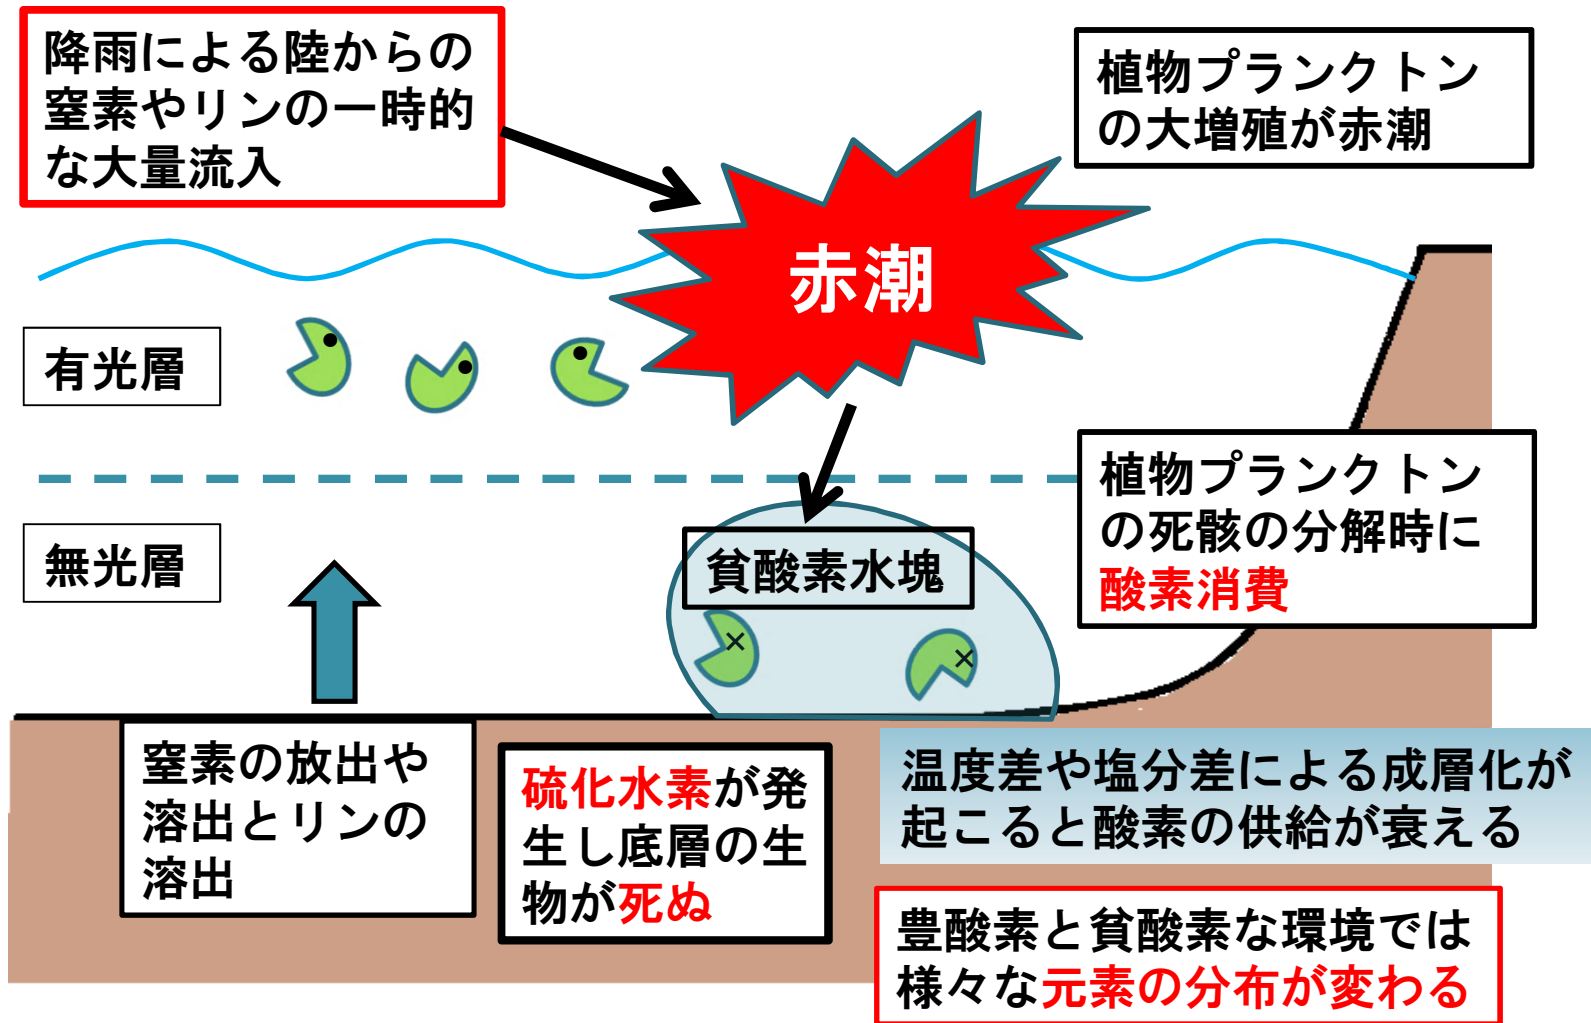 降雨による陸からの
窒素やリンの一時的
な大量流入
植物プランクトン
の大増殖が赤潮
赤潮
有光層
無光層
貧酸素水塊
植物プランクトン
の死骸の分解時に
酸素消費
窒素の放出や
溶出とリンの
溶出
硫化水素が発
生し底層の生
物が死ぬ
温度差や塩分差による成層化が
起こると酸素の供給が衰える
豊酸素と貧酸素な環境では
様々な元素の分布が変わる